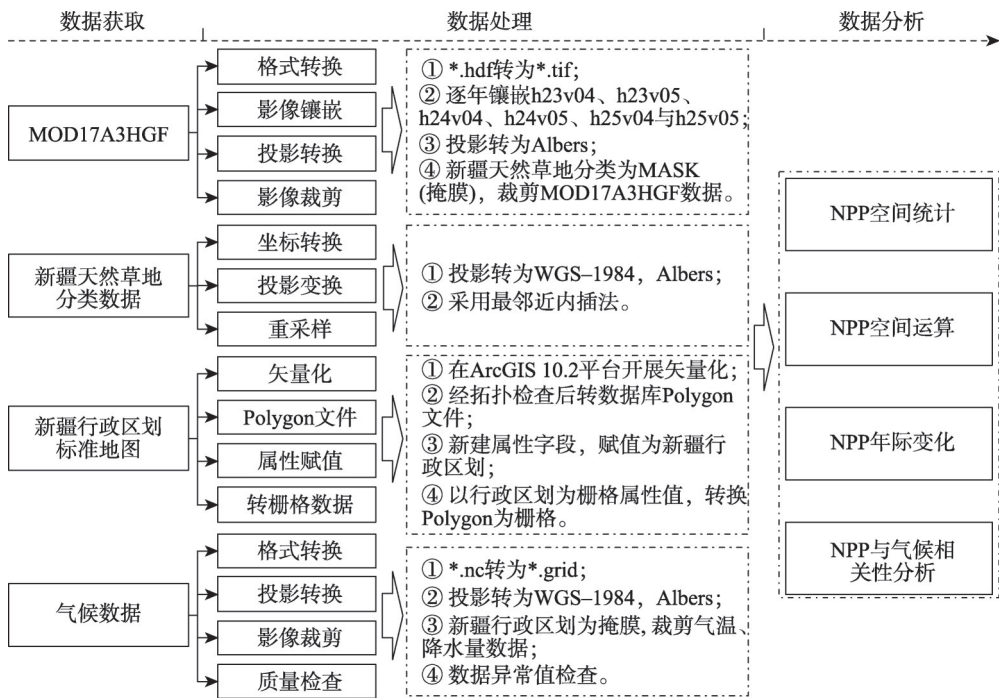 数据获取
数据处理
数据分析
MOD17A3HGF
格式转换
影像镶嵌
投影转换
影像裁剪
① *.hdf转为*.tif;
② 逐年镶嵌h23v04、h23v05、
h24v04、h24v05、h25v04与h25v05;
③ 投影转为Albers;
④ 新疆天然草地分类为MASK
(掩膜)，裁剪MOD17A3HGF数据。
新疆天然草地
分类数据
坐标转换
投影变换
重采样
① 投影转为WGS–1984，Albers;
② 采用最邻近内插法。
新疆行政区划
标准地图
矢量化
Polygon文件
属性赋值
转栅格数据
① 在ArcGIS 10.2平台开展矢量化;
② 经拓扑检查后转数据库Polygon
文件;
③ 新建属性字段，赋值为新疆行
政区划;
④ 以行政区划为栅格属性值，转换
Polygon为栅格。
气候数据
格式转换
投影转换
影像裁剪
质量检查
① *.nc转为*.grid;
② 投影转为WGS–1984，Albers;
③ 新疆行政区划为掩膜,裁剪气温、
降水量数据;
④ 数据异常值检查。
NPP空间统计
NPP空间运算
NPP年际变化
NPP与气候相
关性分析